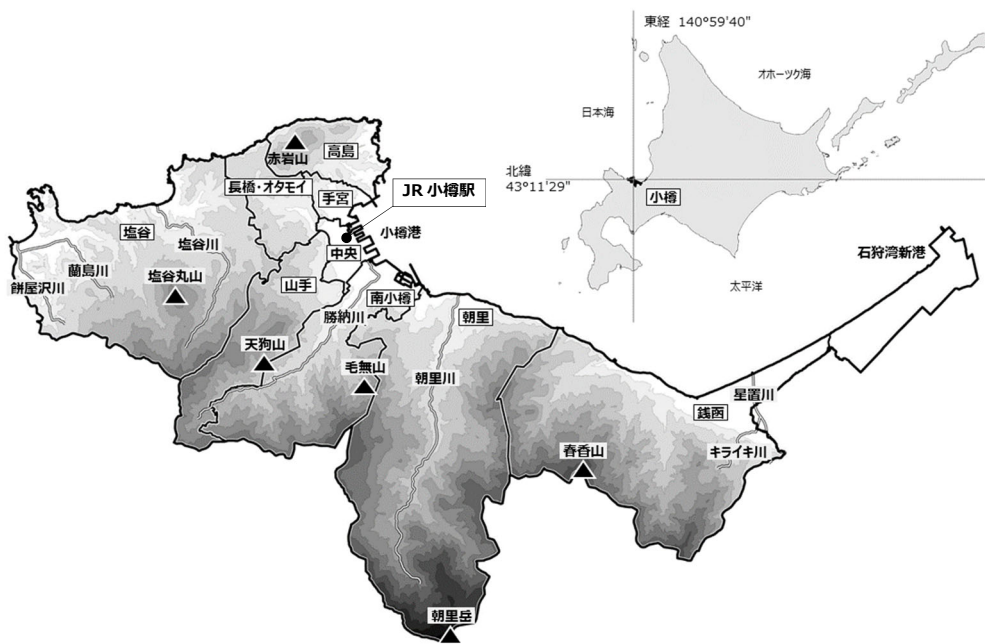 東経 140°59'40"
オホーツク海
日本海
北緯
43°11'29"
小樽
太平洋
石狩湾新港
赤岩山
高島
長橋・オタモイ
手宮
JR 小樽駅
小樽港
塩谷
塩谷川
中央
蘭島川
塩谷丸山
餅屋沢川
山手
南小樽
勝納川
朝里
天狗山
毛無山
朝里川
星置川
銭函
春香山
キライキ川
朝里岳